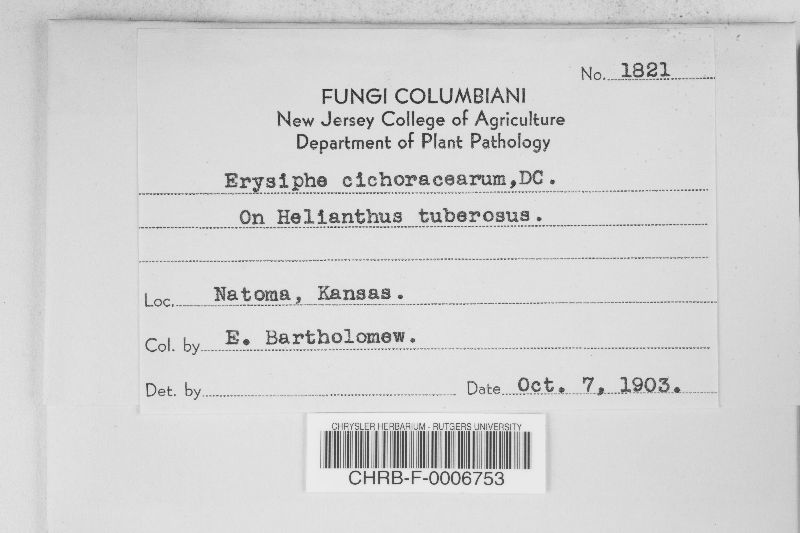 No. 1821
FUNGI COLUMBIANI
New Jersey College of Agriculture
Department of Plant Pathology
Erysiphe cichoracearum,DC.
On Helianthus tuberosus.
Loc. Natoma, Kansas.
Col. by E. Bartholomew.
Det. by Date Oct. 7, 1903.
CHRYSLER HERBARIUM - RUTGERS UNIVERSITY
CHRB-F-0006753